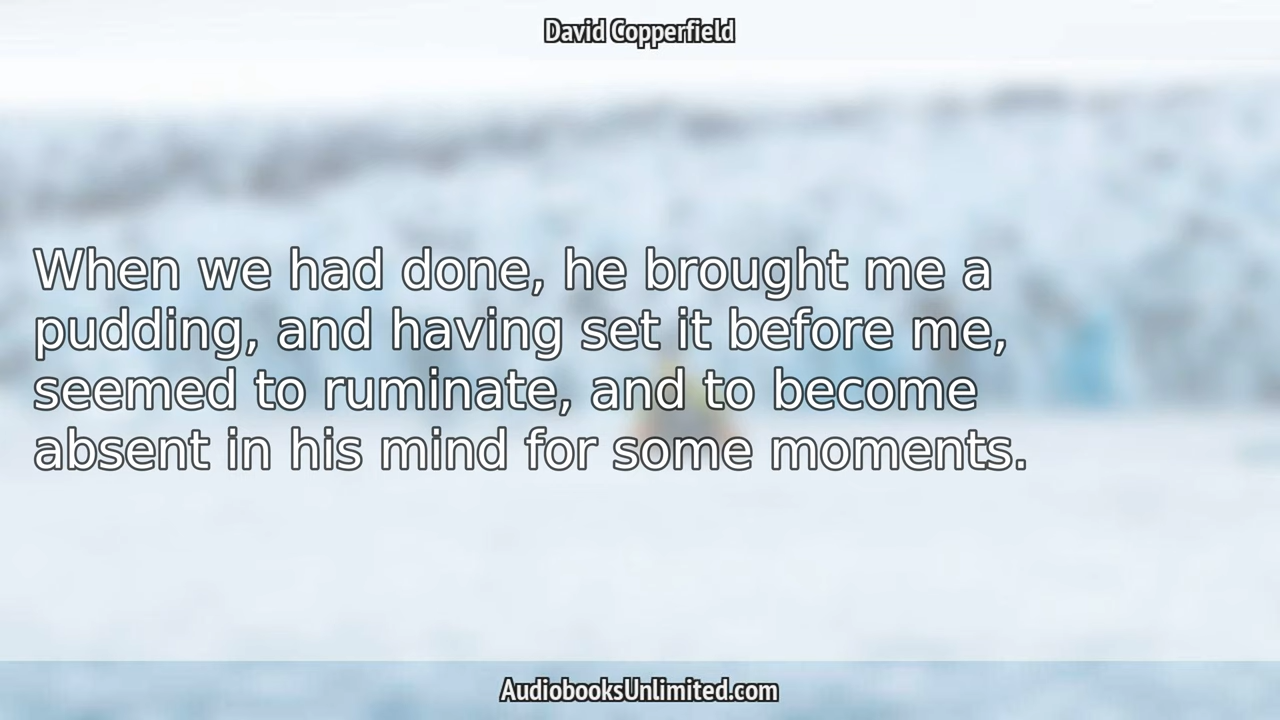 David Copperfield
When we had done, he brought me a
pudding, and having set it before me,
seemed to ruminate, and to become
absent in his mind for some moments.
AudiobooksUnlimited.com